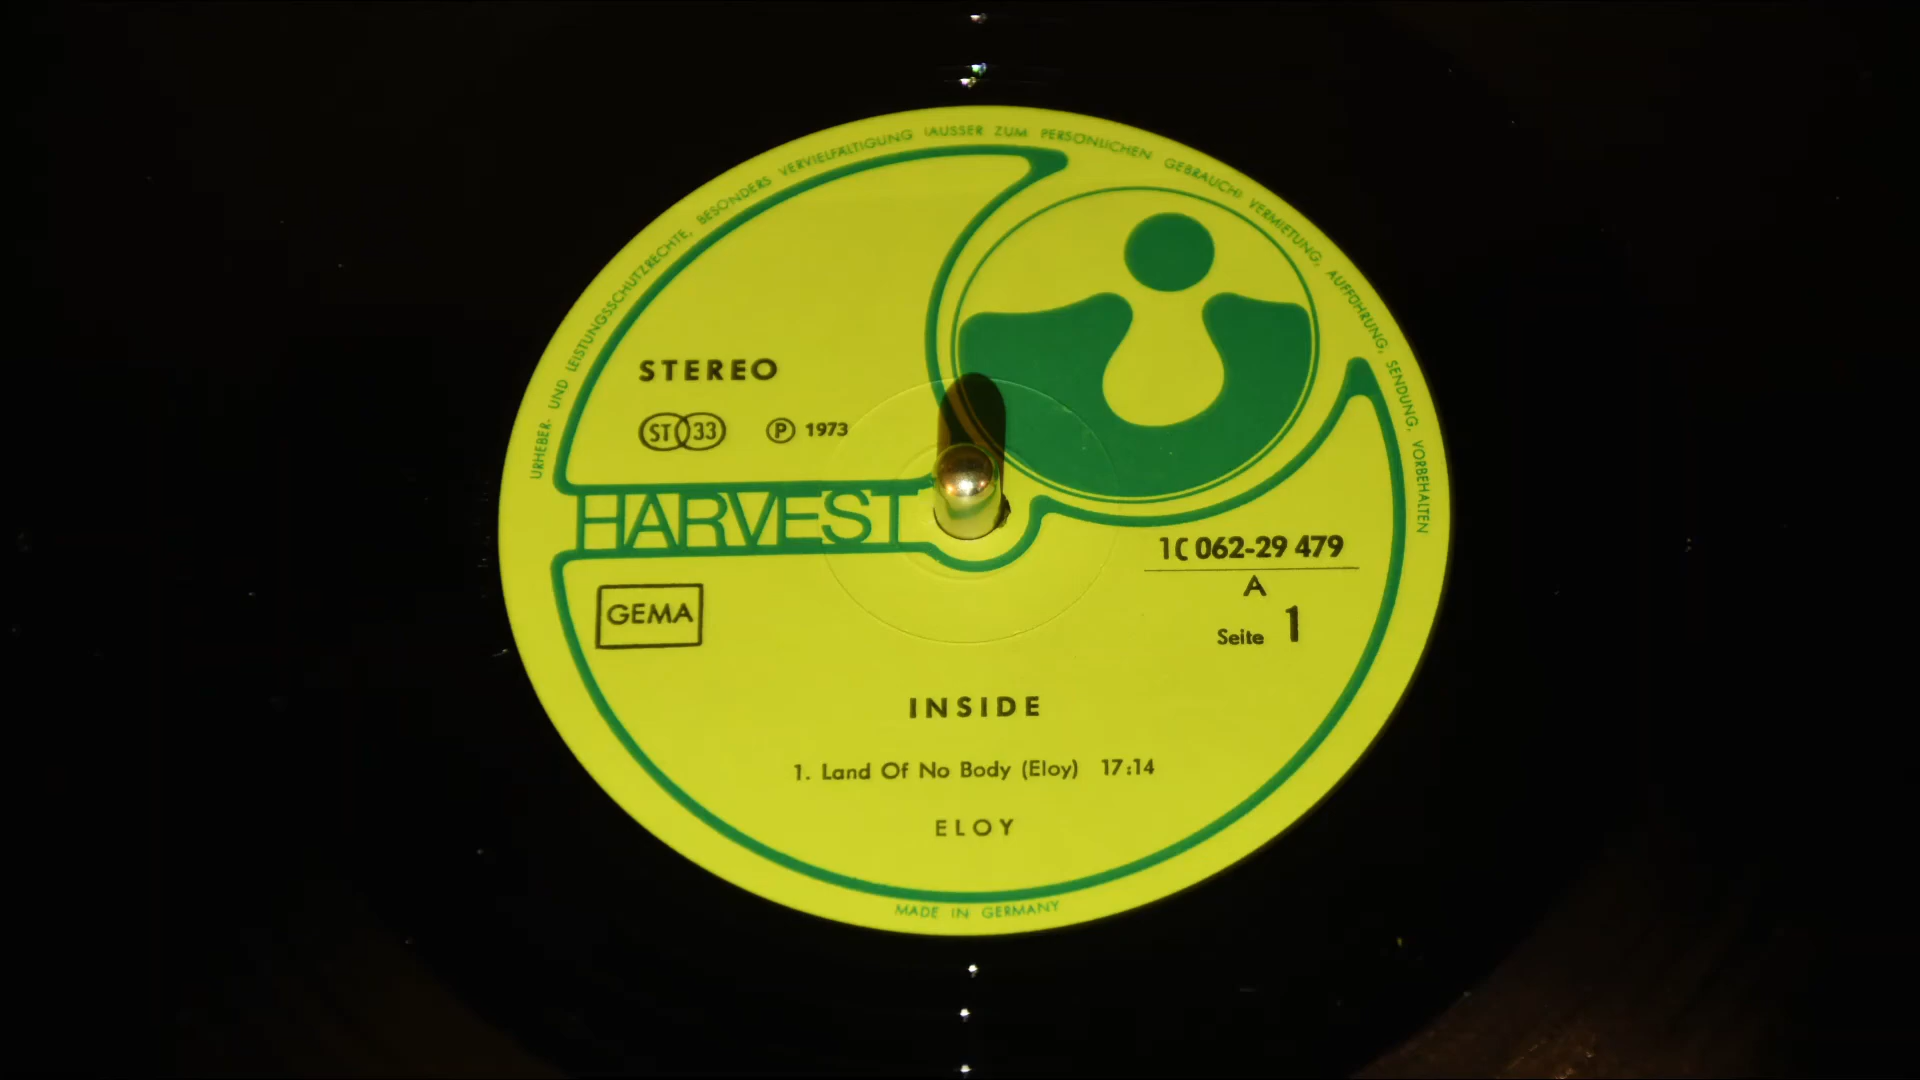 URHEBER- UND LEISTUNGSSCHUTZRECHTE, BESONDERS VERVIELFÄLTIGUNG (AUSSER ZUM PERSÖNLICHEN GEBRAUCH) VERMIETUNG, AUFFÜHRUNG, SENDUNG, VORBEHALTEN
STEREO
ST 33 P 1973
HARVEST
1C 062-29 479
A
Seite 1
GEMA
INSIDE
1. Land Of No Body (Eloy) 17:14
ELOY
MADE IN GERMANY